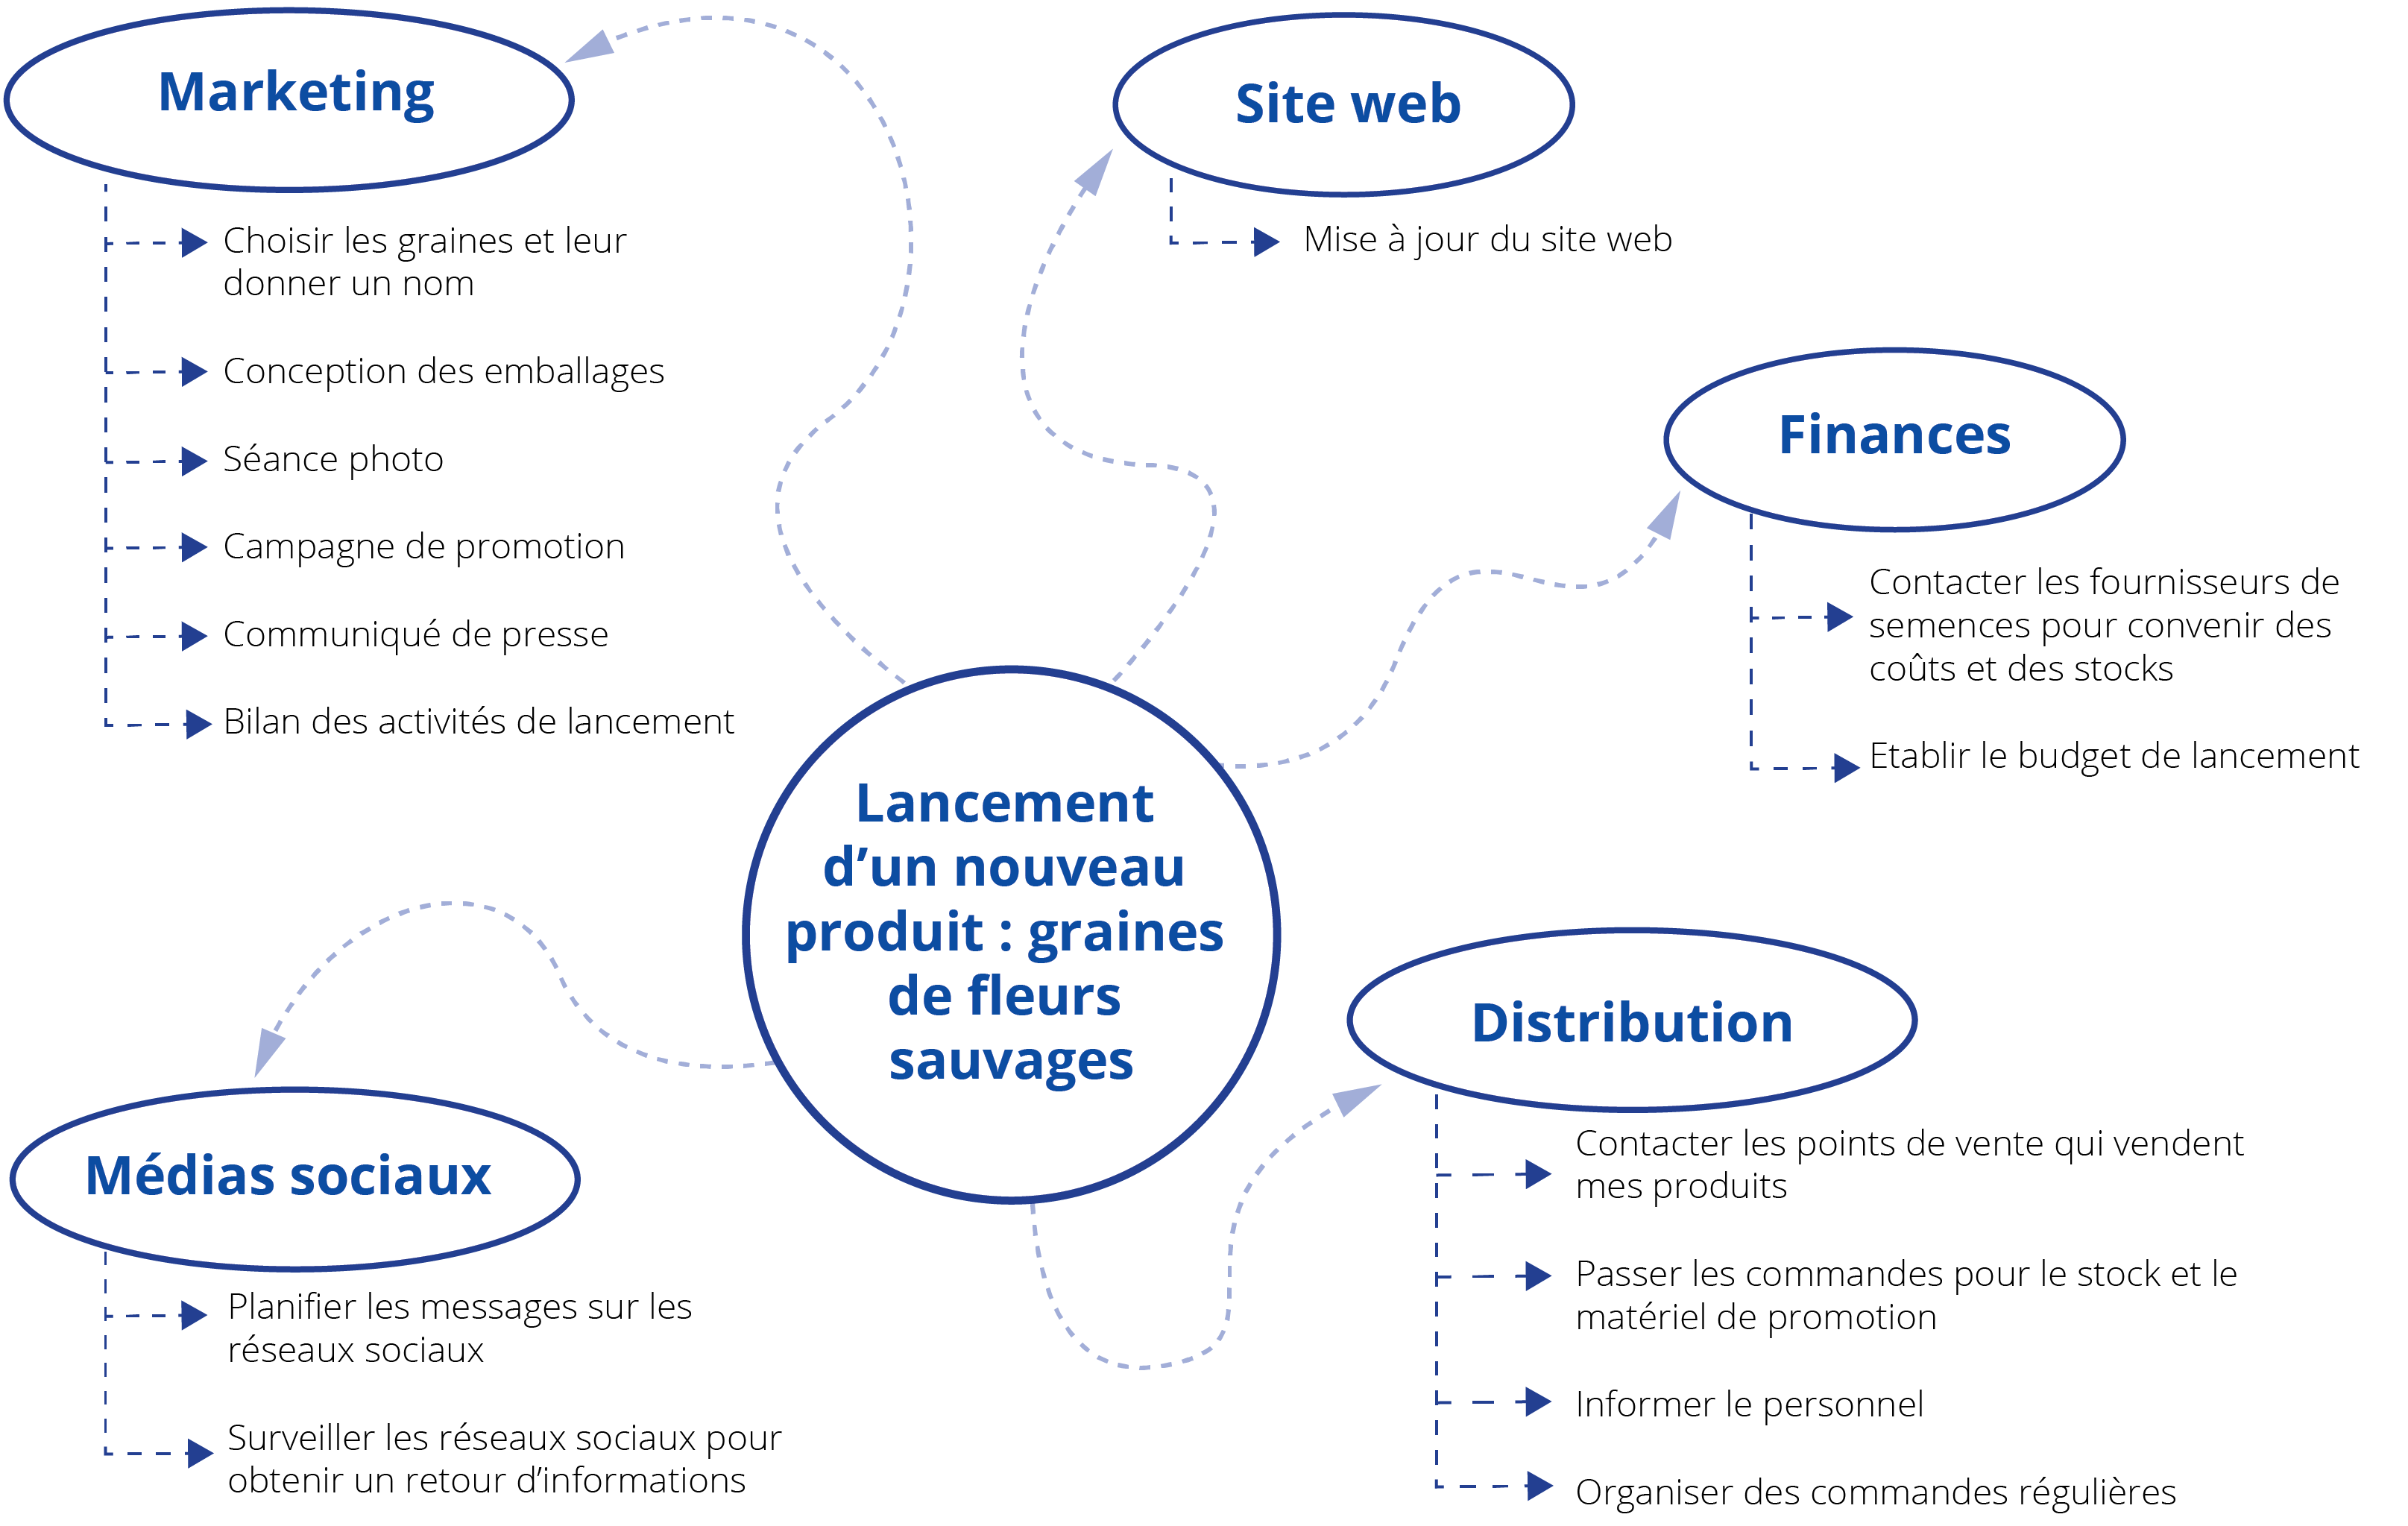 Marketing
Choisir les graines et leur
donner un nom
Conception des emballages
Séance photo
Campagne de promotion
Communiqué de presse
Bilan des activités de lancement
Site web
Mise à jour du site web
Finances
Contacter les fournisseurs de
semences pour convenir des
coûts et des stocks
Etablir le budget de lancement
Lancement
d’un nouveau
produit : graines
de fleurs
sauvages
Médias sociaux
Planifier les messages sur les
réseaux sociaux
Surveiller les réseaux sociaux pour
obtenir un retour d’informations
Distribution
Contacter les points de vente qui vendent
mes produits
Passer les commandes pour le stock et le
matériel de promotion
Informer le personnel
Organiser des commandes régulières